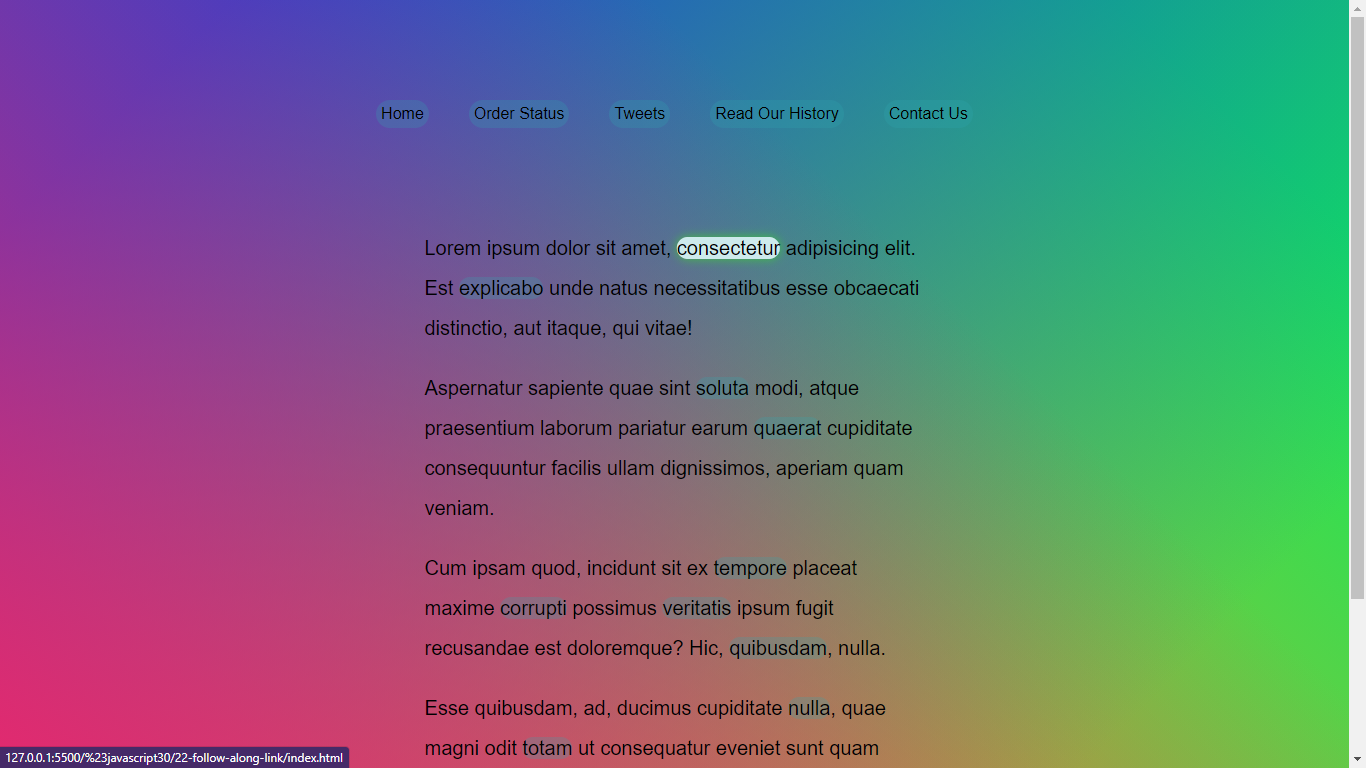 Home Order Status Tweets Read Our History Contact Us
Lorem ipsum dolor sit amet, consectetur adipisicing elit.
Est explicabo unde natus necessitatibus esse obcaecati
distinctio, aut itaque, qui vitae!
Aspernatur sapiente quae sint soluta modi, atque
praesentium laborum pariatur earum quaerat cupiditate
consequuntur facilis ullam dignissimos, aperiam quam
veniam.
Cum ipsam quod, incidunt sit ex tempore placeat
maxime corrupti possimus veritatis ipsum fugit
recusandae est doloremque? Hic, quibusdam, nulla.
Esse quibusdam, ad, ducimus cupiditate nulla, quae
magni odit totam ut consequatur eveniet sunt quam
127.0.0.1:5500/%23javascript30/22-follow-along-link/index.html